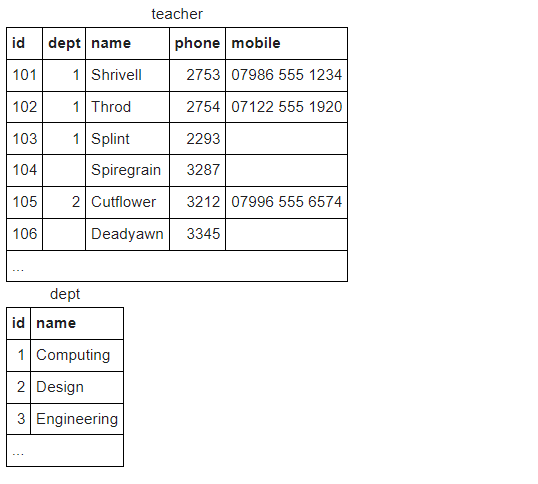 teacher
id dept name phone mobile
101 1 Shrivell 2753 07986 555 1234
102 1 Throd 2754 07122 555 1920
103 1 Splint 2293
104 Spiregrain 3287
105 2 Cutflower 3212 07996 555 6574
106 Deadyawn 3345
...
dept
id name
1 Computing
2 Design
3 Engineering
...